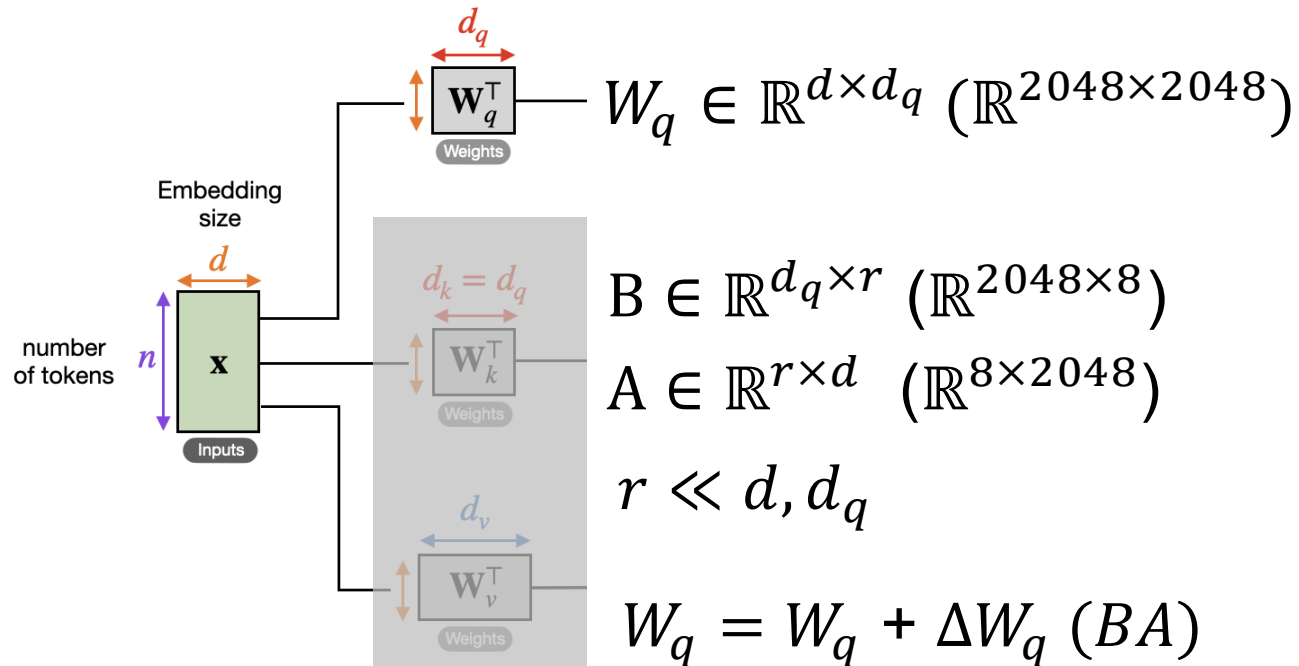 d_q
W_q^⊤
Weights
W_q ∈ ℝ^{d×d_q} (ℝ^{2048×2048})
Embedding
size
d
number
of tokens
n
x
Inputs
d_k = d_q
W_k^⊤
Weights
B ∈ ℝ^{d_q×r} (ℝ^{2048×8})
A ∈ ℝ^{r×d} (ℝ^{8×2048})
r ≪ d, d_q
d_v
W_v^⊤
Weights
W_q = W_q + ΔW_q (BA)